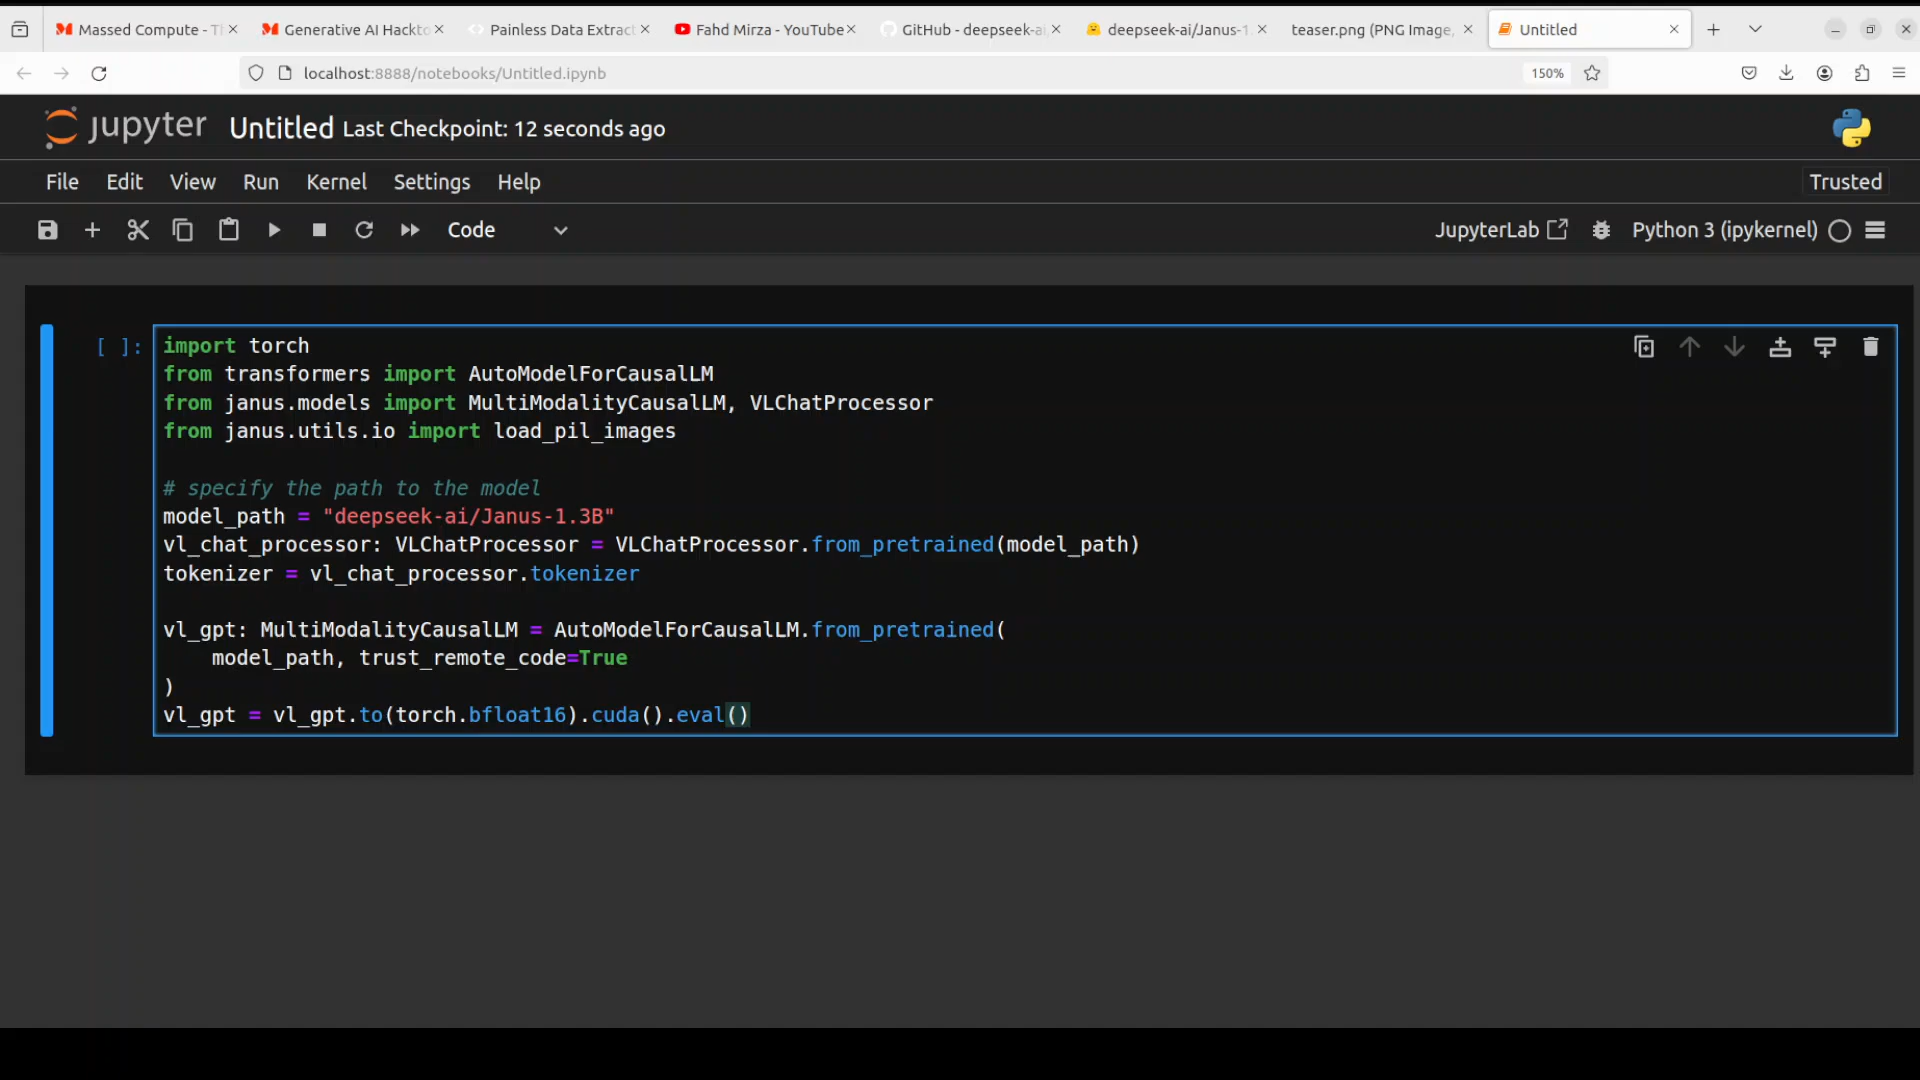 Massed Compute - Th
Generative AI Hackto
Painless Data Extract
Fahd Mirza - YouTube
GitHub - deepseek-ai
deepseek-ai/Janus-1.
teaser.png (PNG Image,
Untitled
localhost:8888/notebooks/Untitled.ipynb
150%
jupyter
Untitled Last Checkpoint: 12 seconds ago
File Edit View Run Kernel Settings Help
Trusted
Code
JupyterLab
Python 3 (ipykernel)
[ ]:
import torch
from transformers import AutoModelForCausalLM
from janus.models import MultiModalityCausalLM, VLChatProcessor
from janus.utils.io import load_pil_images
# specify the path to the model
model_path = "deepseek-ai/Janus-1.3B"
vl_chat_processor: VLChatProcessor = VLChatProcessor.from_pretrained(model_path)
tokenizer = vl_chat_processor.tokenizer
vl_gpt: MultiModalityCausalLM = AutoModelForCausalLM.from_pretrained(
model_path, trust_remote_code=True
)
vl_gpt = vl_gpt.to(torch.bfloat16).cuda().eval()